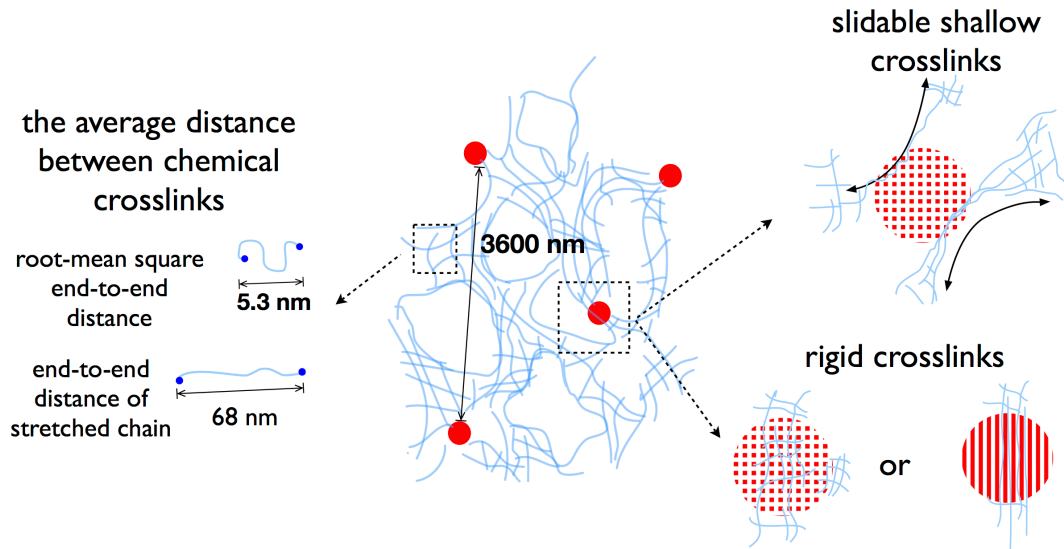 the average distance
between chemical
crosslinks
root-mean square
end-to-end
distance
5.3 nm
end-to-end
distance of
stretched chain
68 nm
3600 nm
slidable shallow
crosslinks
rigid crosslinks
or